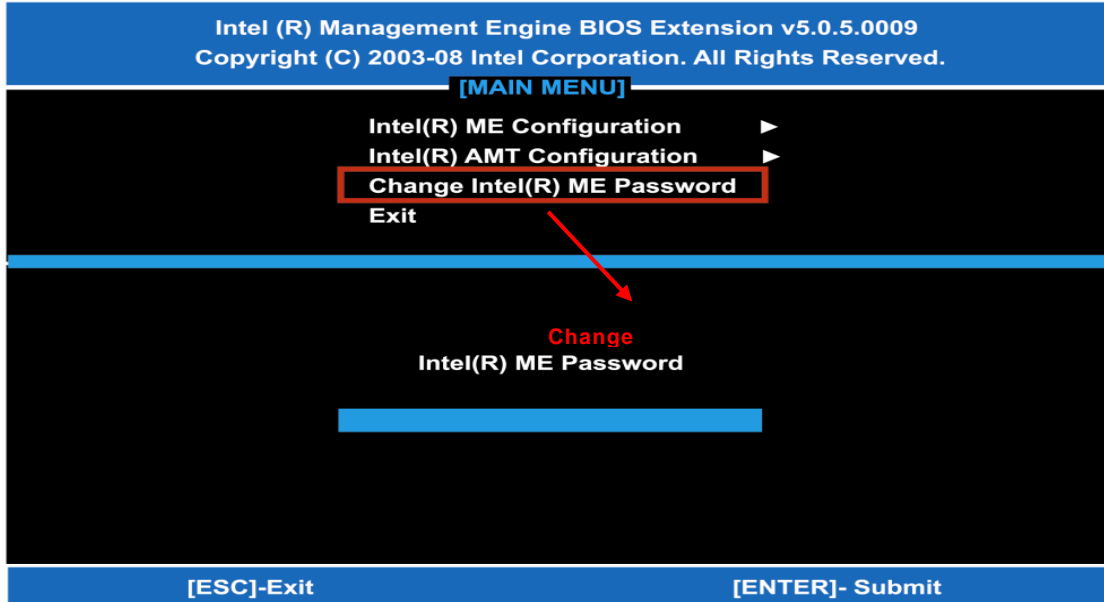 Intel (R) Management Engine BIOS Extension v5.0.5.0009
Copyright (C) 2003-08 Intel Corporation. All Rights Reserved.
[MAIN MENU]
Intel(R) ME Configuration ►
Intel(R) AMT Configuration ►
Change Intel(R) ME Password
Exit
Change
Intel(R) ME Password
[ESC]-Exit [ENTER]- Submit